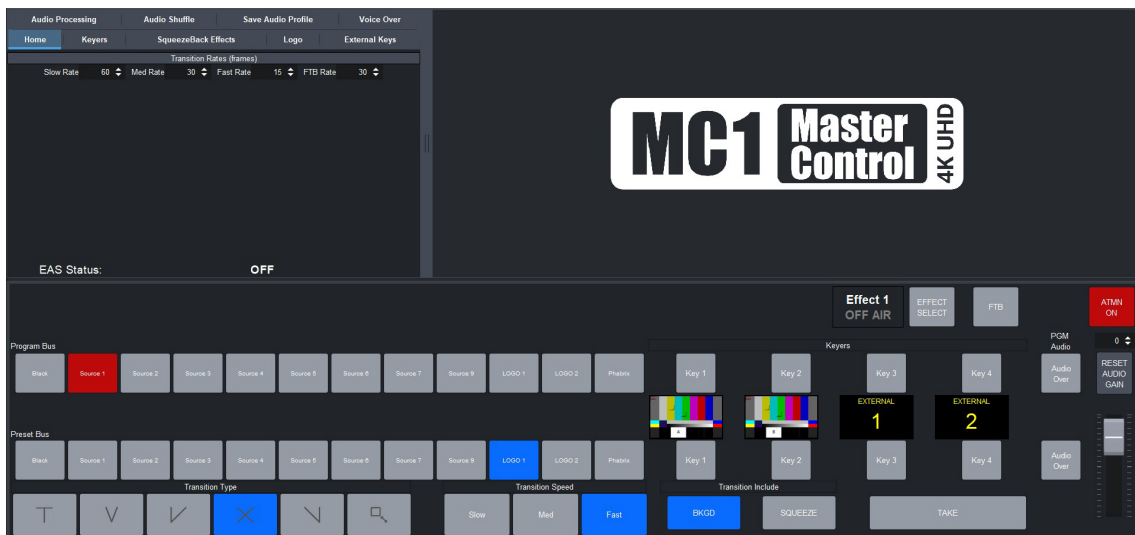 Audio Processing Audio Shuffle Save Audio Profile Voice Over
Home Keyers SqueezeBack Effects Logo External Keys
Transition Rates (frames)
Slow Rate 60 Med Rate 30 Fast Rate 15 FTB Rate 30
MC1 Master Control 4K UHD
EAS Status: OFF
Effect 1
OFF AIR
EFFECT
SELECT
FTB
ATMN
ON
Program Bus
Keyers
PGM
Audio
0
Black Source 1 Source 2 Source 3 Source 4 Source 5 Source 6 Source 7 Source 8 LOGO 1 LOGO 2 Phabrix
Key 1 Key 2 Key 3 Key 4
Audio
Over
RESET
AUDIO
GAIN
A
B
EXTERNAL
1
EXTERNAL
2
Preset Bus
Black Source 1 Source 2 Source 3 Source 4 Source 5 Source 6 Source 7 Source 8 LOGO 1 LOGO 2 Phabrix
Key 1 Key 2 Key 3 Key 4
Audio
Over
Transition Type Transition Speed Transition Include
Slow Med Fast BKGD SQUEEZE TAKE